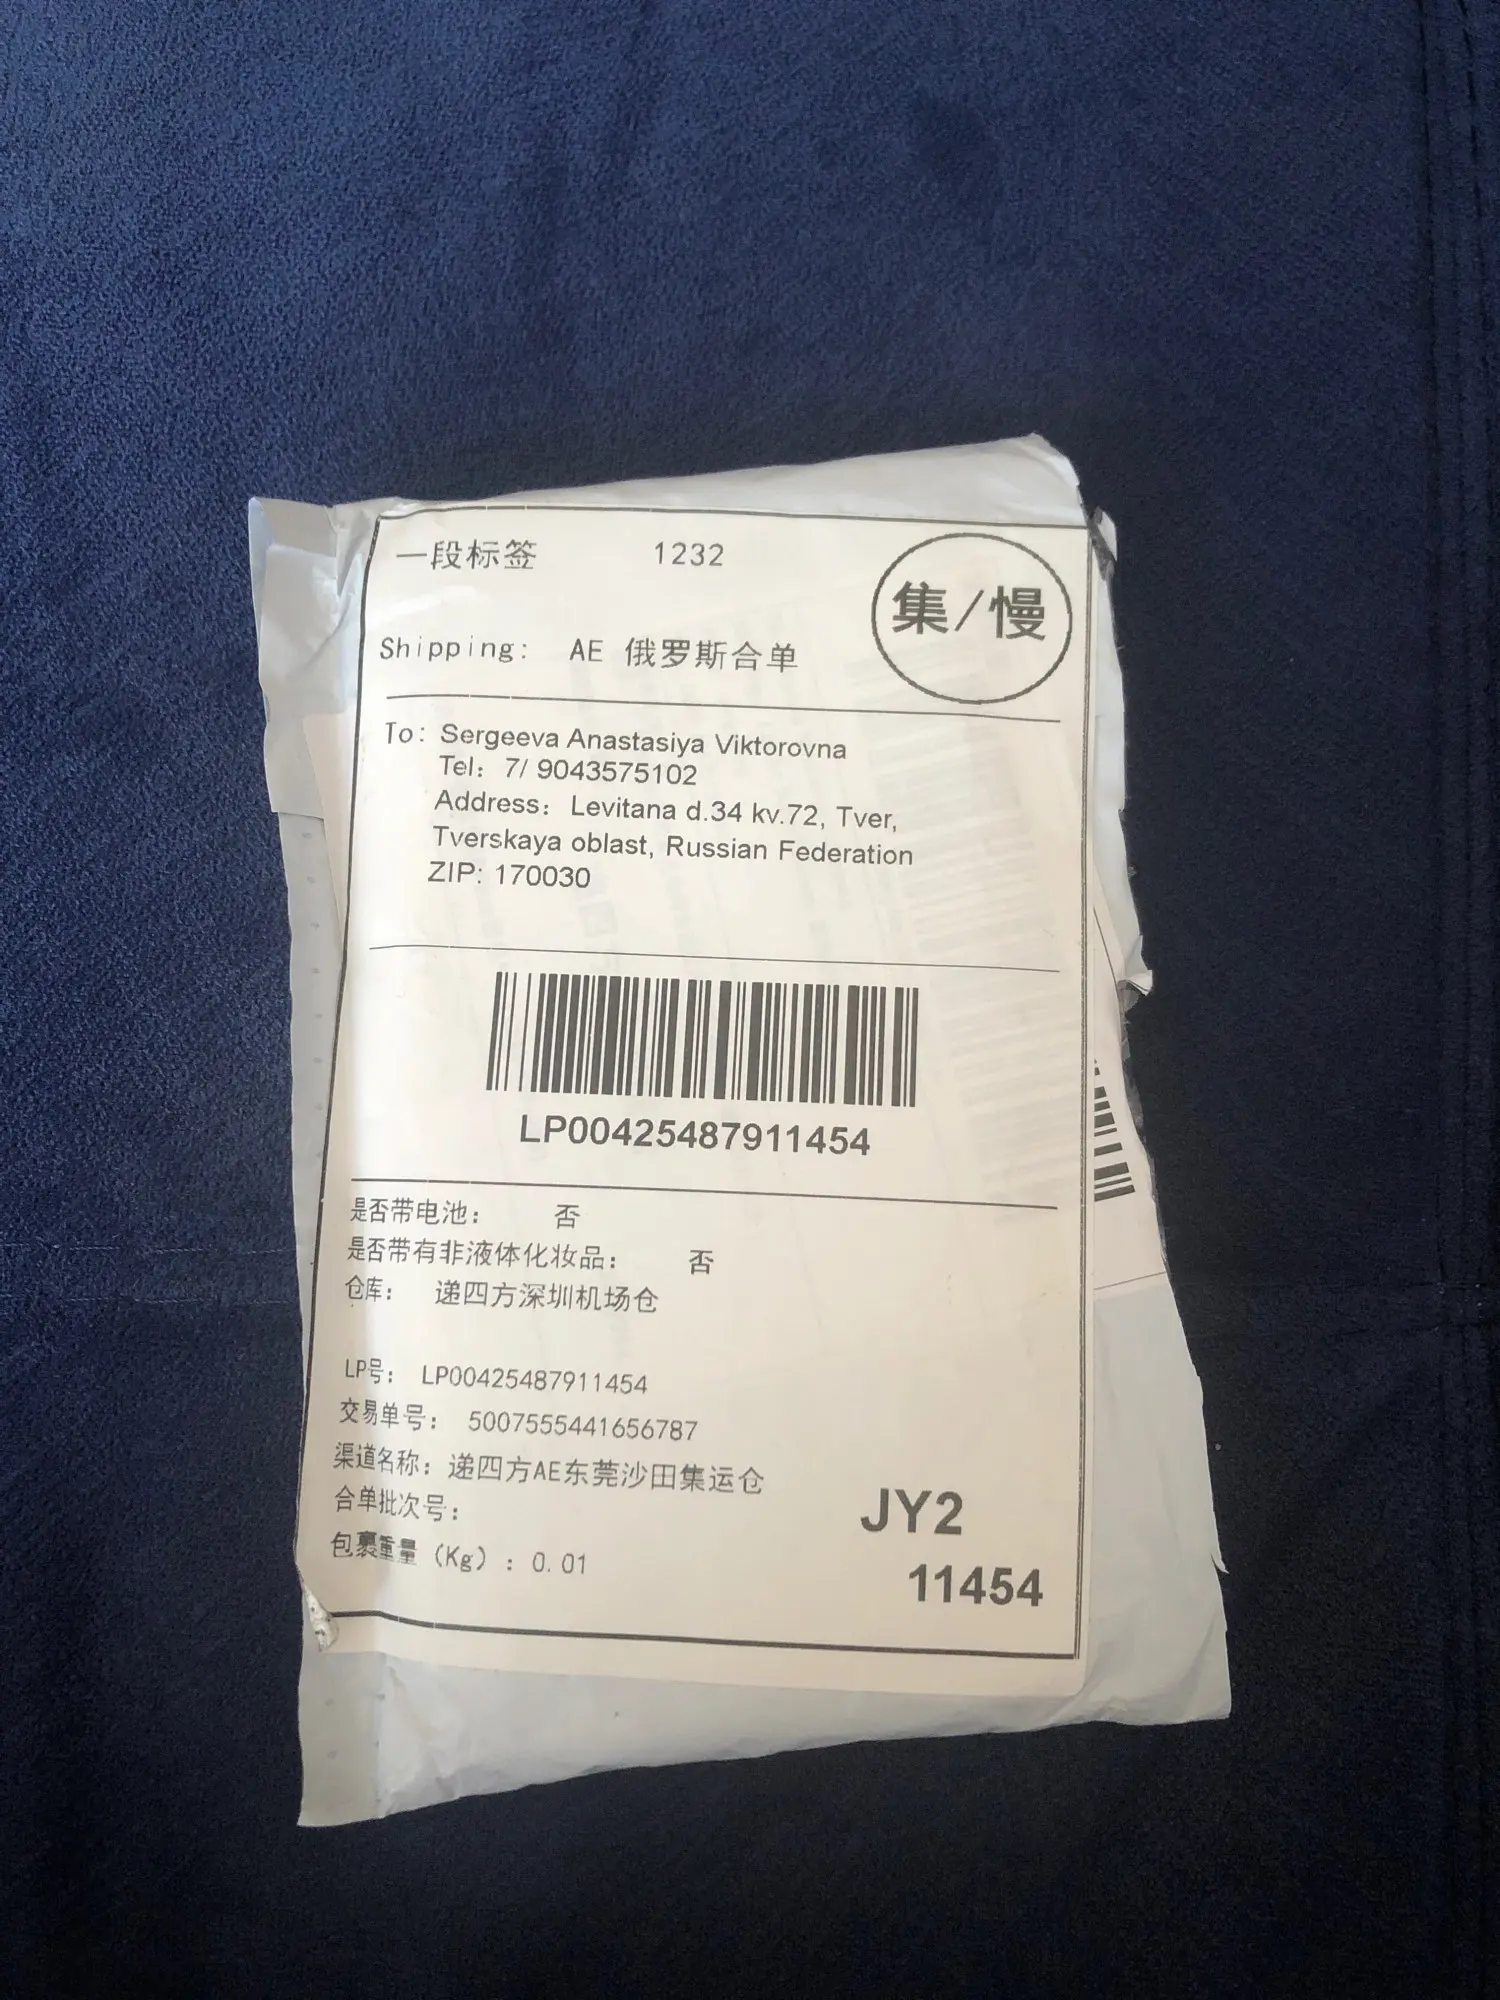 一段标签 1232
集/慢
Shipping: AE 俄罗斯合单
To: Sergeeva Anastasiya Viktorovna
Tel: 7/ 9043575102
Address: Levitana d.34 kv.72, Tver,
Tverskaya oblast, Russian Federation
ZIP: 170030
LP00425487911454
是否带电池: 否
是否带有非液体化妆品: 否
仓库: 递四方深圳机场仓
LP号: LP00425487911454
交易单号: 5007555441656787
渠道名称: 递四方AE东莞沙田集运仓
合单批次号:
包裹重量 (Kg) : 0.01
JY2
11454